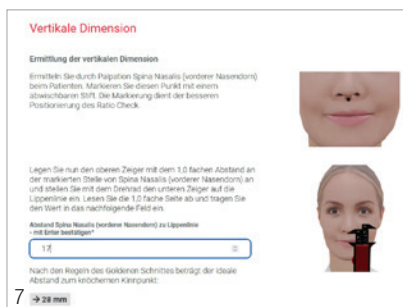 Vertikale Dimension
Ermittlung der vertikalen Dimension
Ermitteln Sie durch Palpation Spina Nasalis (vorderer Nasendorn)
beim Patienten. Markieren Sie diesen Punkt mit einem
abwischbaren Stift. Die Markierung dient der besseren
Positionierung des Ratio Check.
Legen Sie nun den oberen Zeiger mit dem 1,0 fachen Abstand an
der markierten Stelle von Spina Nasalis (vorderer Nasendorn) an
und stellen Sie mit dem Drehrad den unteren Zeiger auf die
Lippenlinie ein. Lesen Sie die 1,0 fache Seite ab und tragen Sie
den Wert in das nachfolgende Feld ein.
Abstand Spina Nasalis (vorderer Nasendorn) zu Lippenlinie
- mit Enter bestätigen*
17
Nach den Regeln des Goldenen Schnittes beträgt der ideale
Abstand zum knöchernen Kinnpunkt:
7 → 28 mm